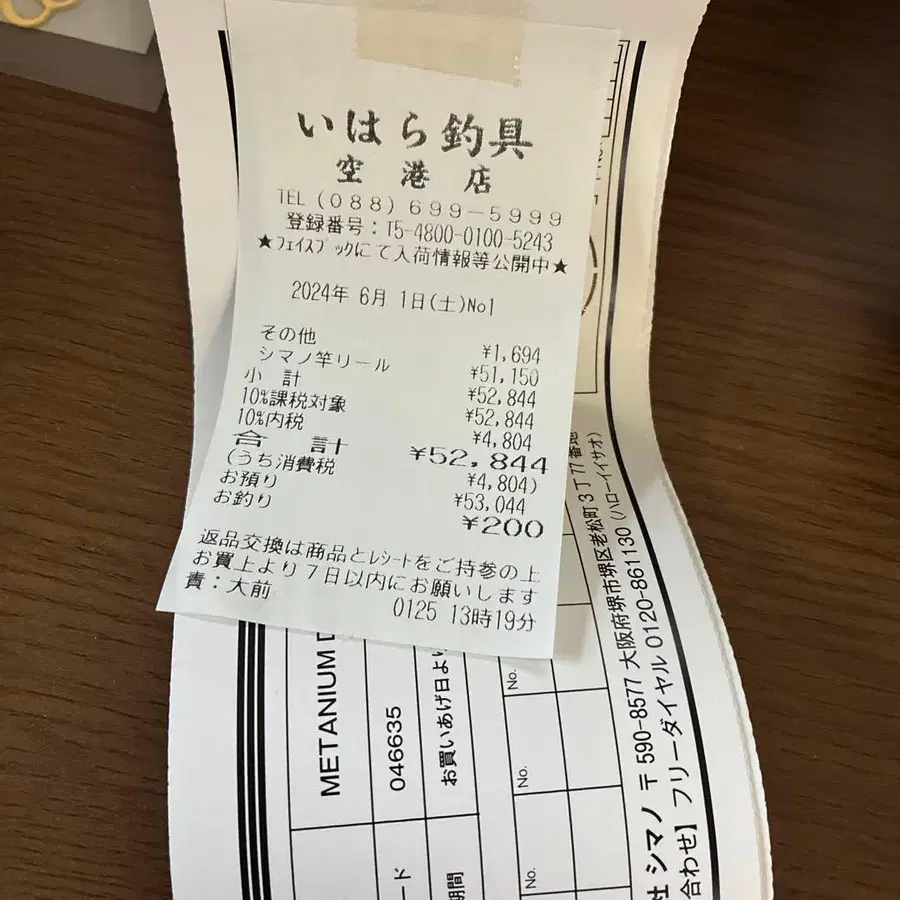 いはら釣具
空港店
TEL(088)699-5999
登録番号:T5-4800-0100-5243
★フェイスブックにて入荷情報等公開中★
2024年 6月 1日(土)No1
その他 ¥1,694
シマノ竿リール ¥51,150
小計 ¥52,844
10%課税対象 ¥52,844
10%内税 ¥4,804
合計 ¥52,844
(うち消費税 ¥4,804)
お預り ¥53,044
お釣り ¥200
返品交換は商品とレシートをご持参の上
お買上より7日以内にお願いします
責:大前
0125 13時19分
METANIUM D
046635
お買いあげ日より
ード
期間
No.
No.
No.
社 シマノ 〒590-8577 大阪府堺市堺区老松町3丁77番地
合わせ】フリーダイヤル 0120-861130 (ハローイイサオ)